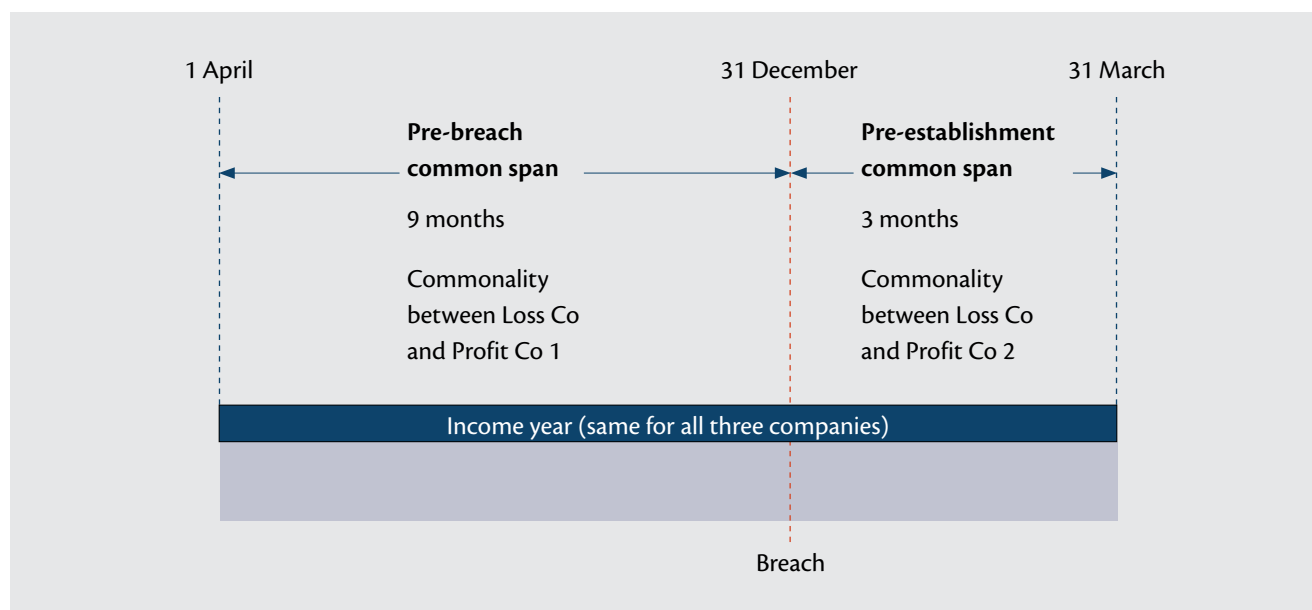 1 April
31 December
31 March
Pre-breach
common span
9 months
Commonality
between Loss Co
and Profit Co 1
Pre-establishment
common span
3 months
Commonality
between Loss Co
and Profit Co 2
Income year (same for all three companies)
Breach